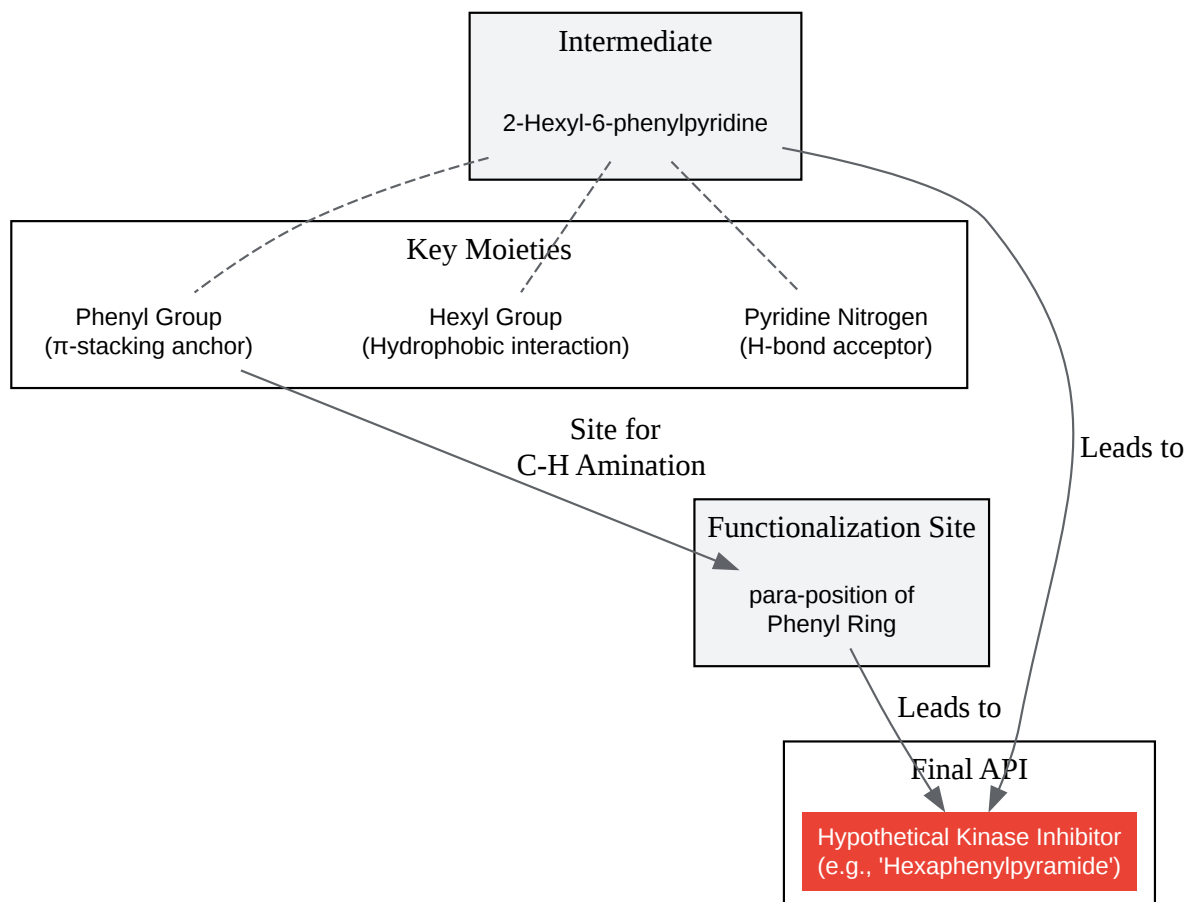 Intermediate
2-Hexyl-6-phenylpyridine
Key Moieties
Phenyl Group
(π-stacking anchor)
Hexyl Group
(Hydrophobic interaction)
Pyridine Nitrogen
(H-bond acceptor)
Site for
C-H Amination
Leads to
Functionalization Site
para-position of
Phenyl Ring
Leads to
Final API
Hypothetical Kinase Inhibitor
(e.g., 'Hexaphenylpyramide')